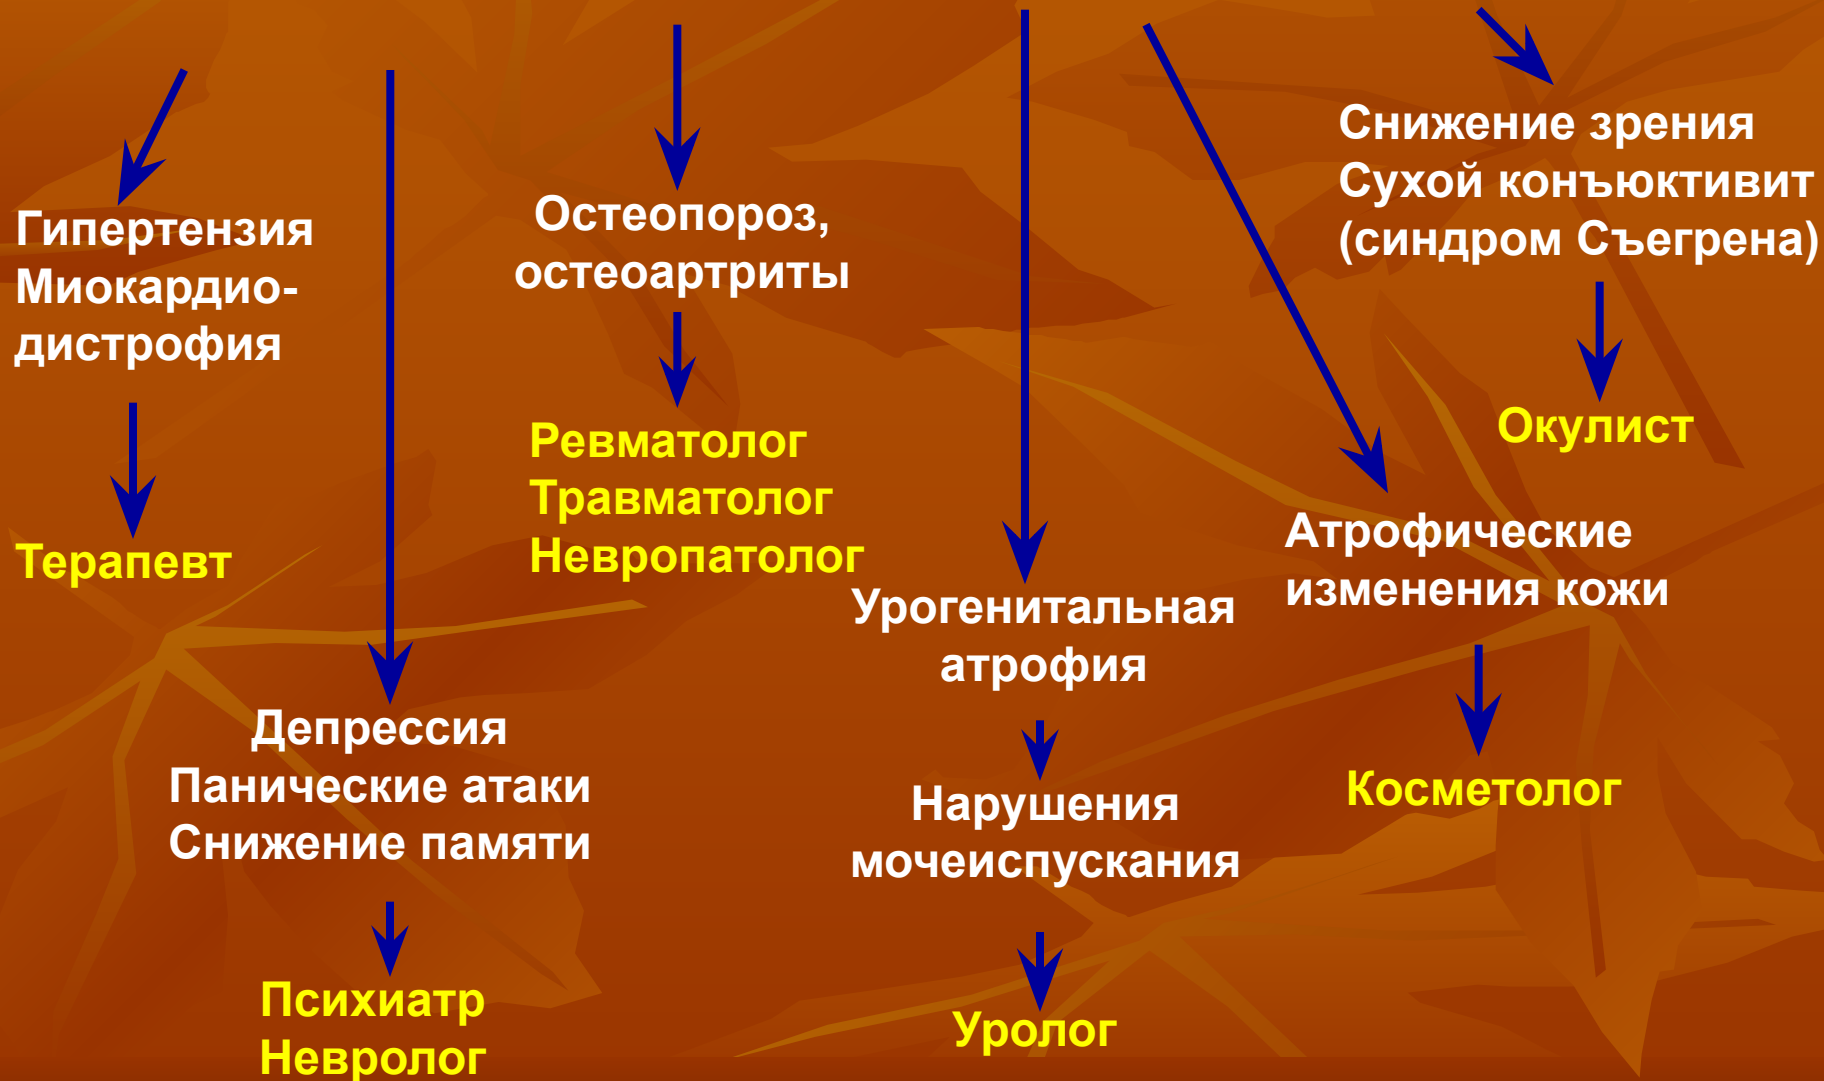 Гипертензия
Миокардио-
дистрофия
Терапевт
Депрессия
Панические атаки
Снижение памяти
Психиатр
Невролог
Остеопороз,
остеоартриты
Ревматолог
Травматолог
Невропатолог
Урогенитальная
атрофия
Нарушения
мочеиспускания
Уролог
Атрофические
изменения кожи
Косметолог
Снижение зрения
Сухой конъюктивит
(синдром Съегрена)
Окулист